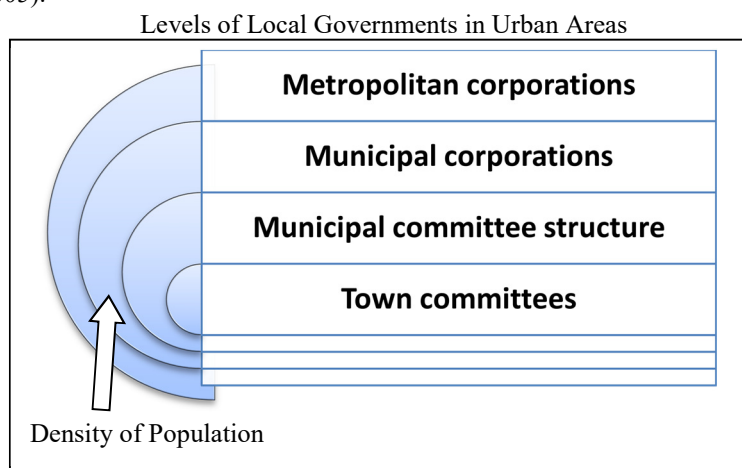 Levels of Local Governments in Urban Areas
Metropolitan corporations
Municipal corporations
Municipal committee structure
Town committees
Density of Population